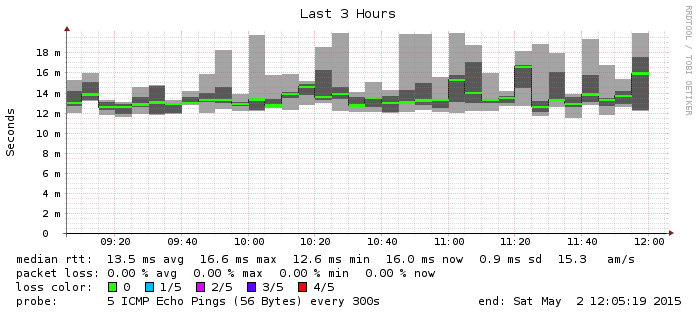 Last 3 Hours
RRDTOOL / TOBI OETIKER
Seconds
18 m
16 m
14 m
12 m
10 m
8 m
6 m
4 m
2 m
0
09:20 09:40 10:00 10:20 10:40 11:00 11:20 11:40 12:00
median rtt: 13.5 ms avg 16.6 ms max 12.6 ms min 16.0 ms now 0.9 ms sd 15.3 am/s
packet loss: 0.00 % avg 0.00 % max 0.00 % min 0.00 % now
loss color: 0 1/5 2/5 3/5 4/5
probe: 5 ICMP Echo Pings (56 Bytes) every 300s end: Sat May 2 12:05:19 2015